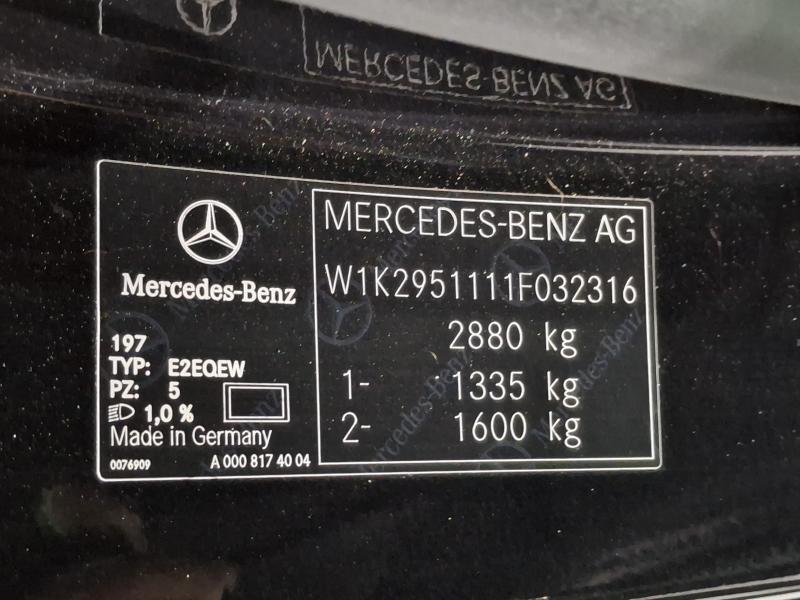 MERCEDES-BENZ AG
Mercedes-Benz
197
TYP: E2EQEW
PZ: 5
1,0 %
Made in Germany
0076909 A 000 817 40 04
MERCEDES-BENZ AG
W1K2951111F032316
2880 kg
1- 1335 kg
2- 1600 kg